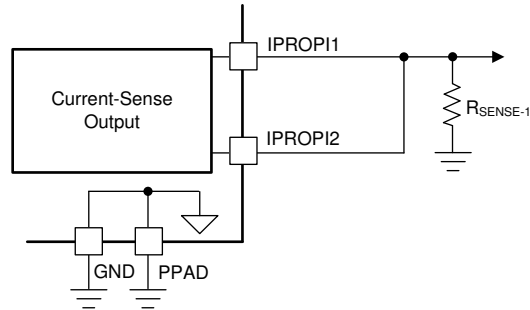 IPROPI1
Current-Sense
Output
RSENSE-1
IPROPI2
GND
PPAD